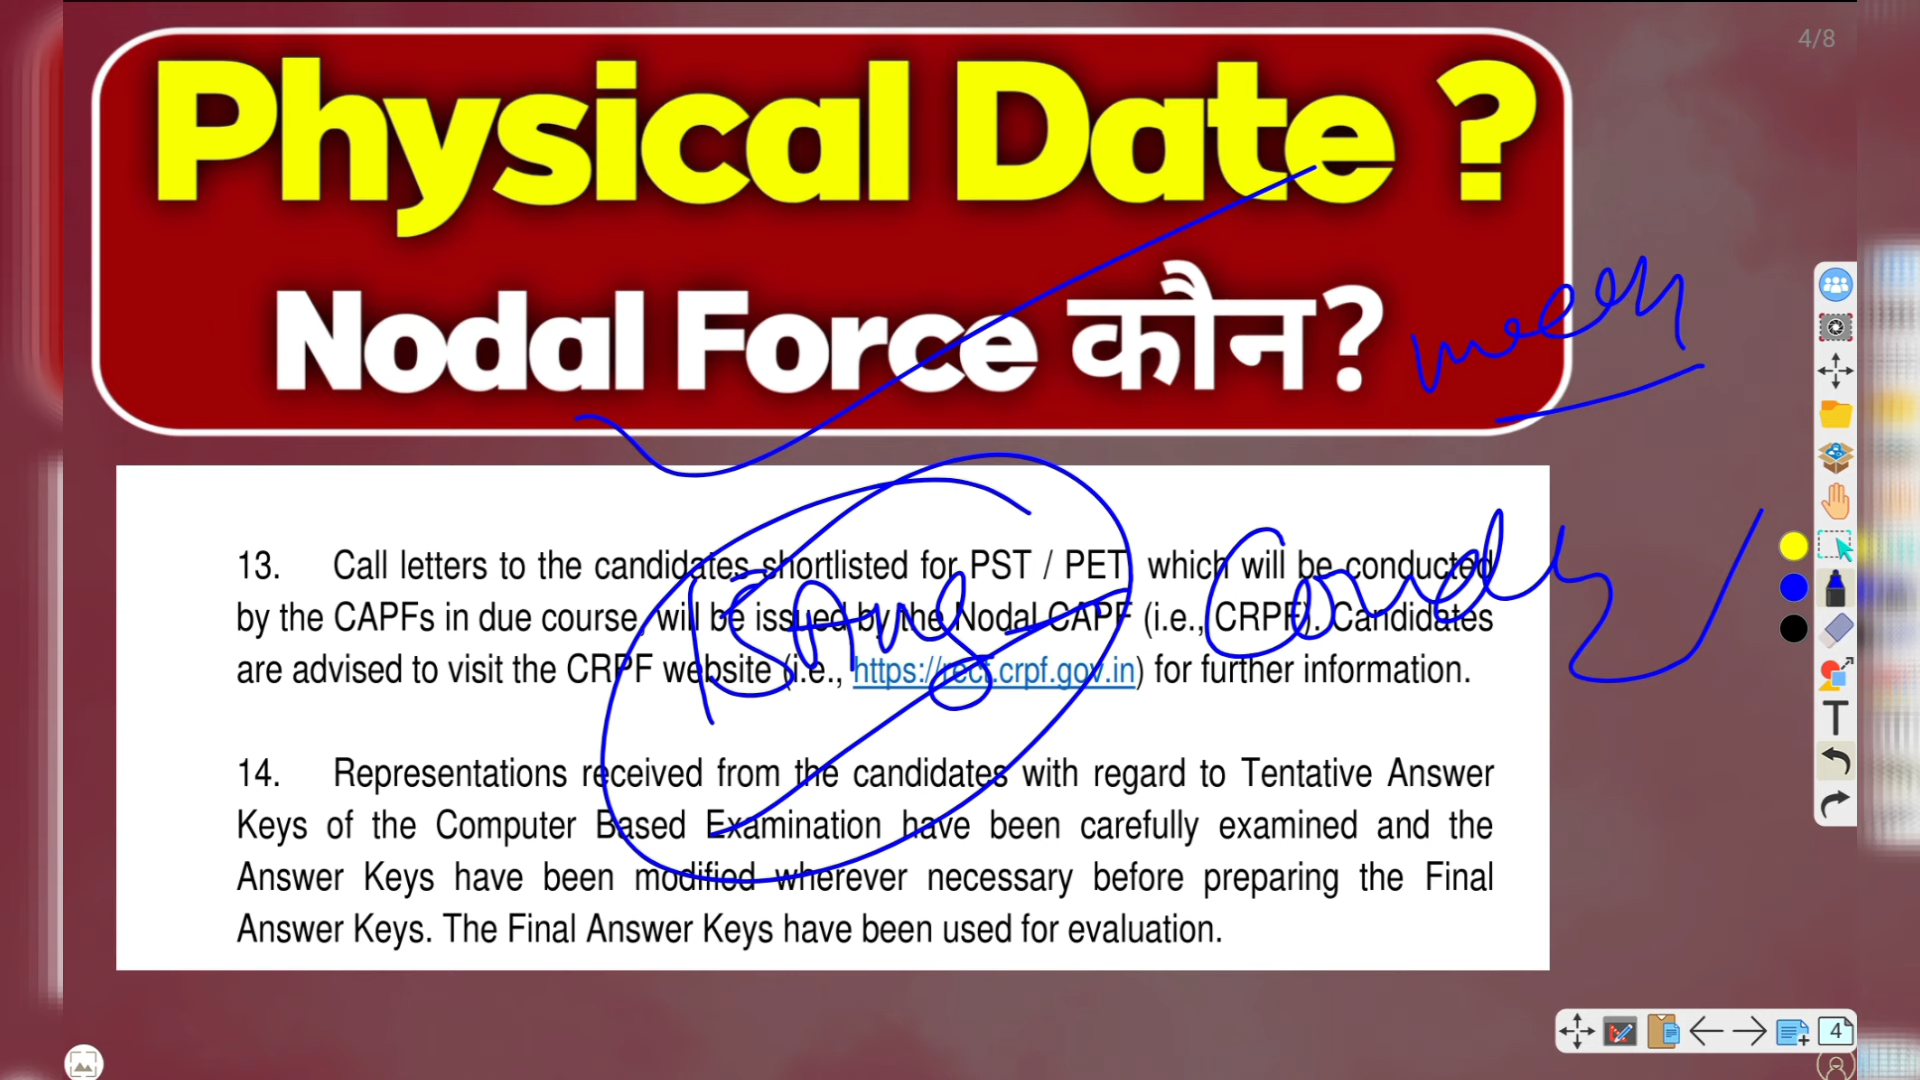 4/8
Physical Date ?
Nodal Force कौन?
13. Call letters to the candidates shortlisted for PST / PET, which will be conducted
by the CAPFs in due course, will be issued by the Nodal CAPF (i.e., CRPF). Candidates
are advised to visit the CRPF website (i.e., https://rect.crpf.gov.in) for further information.
14. Representations received from the candidates with regard to Tentative Answer
Keys of the Computer Based Examination have been carefully examined and the
Answer Keys have been modified wherever necessary before preparing the Final
Answer Keys. The Final Answer Keys have been used for evaluation.
T
4